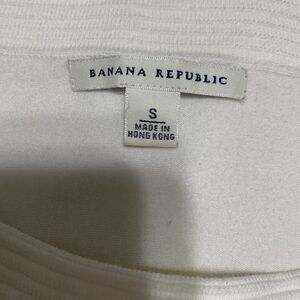 BANANA REPUBLIC
S
MADE IN
HONG KONG